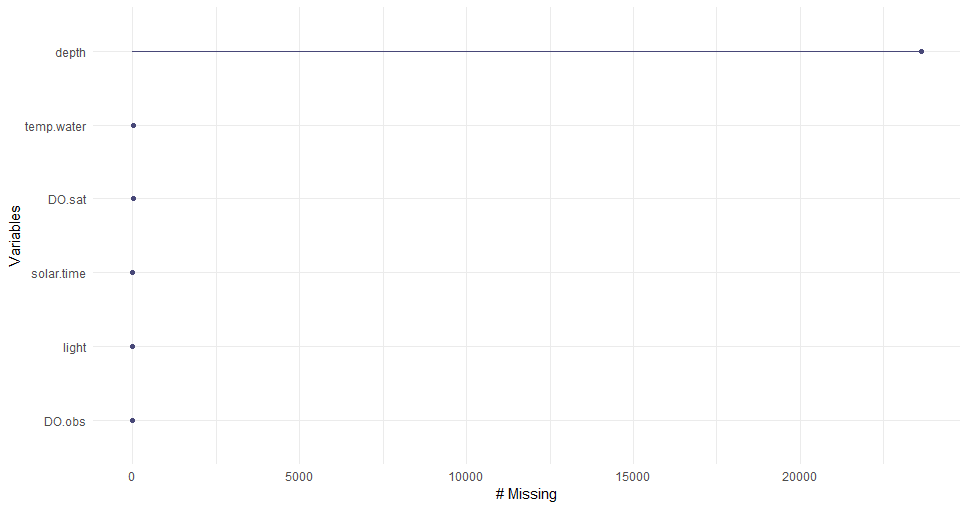 depth
temp.water
DO.sat
solar.time
light
DO.obs
Variables
0 5000 10000 15000 20000
# Missing